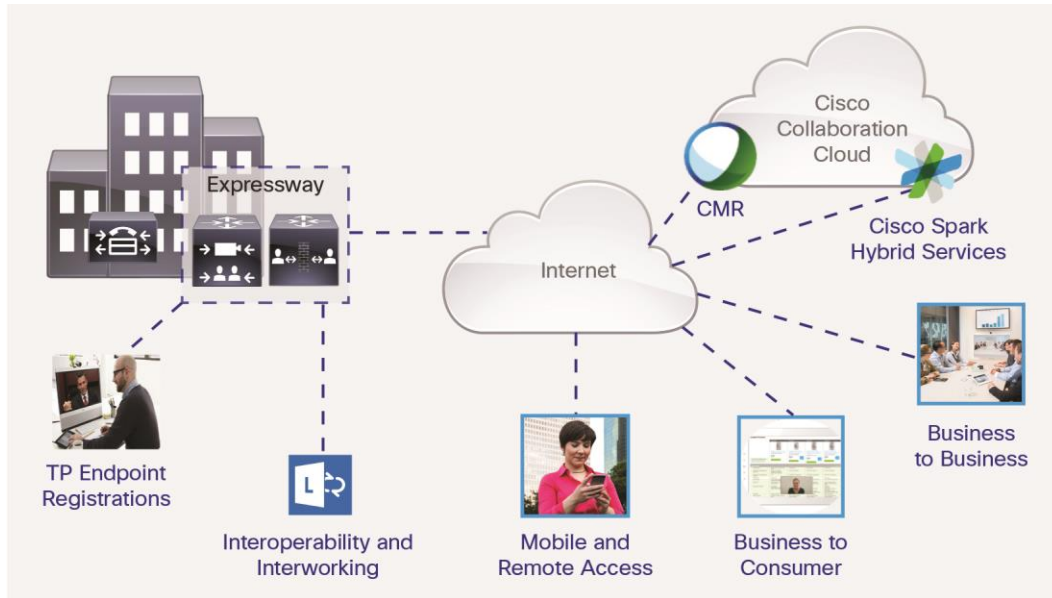 Expressway
Cisco
Collaboration
Cloud
CMR
Cisco Spark
Hybrid Services
Internet
TP Endpoint
Registrations
L
Interoperability and
Interworking
Mobile and
Remote Access
Business to
Consumer
Business
to Business